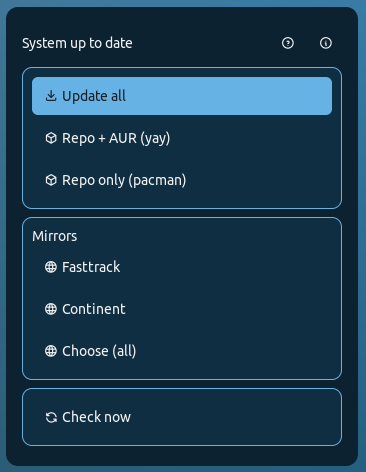 System up to date
Update all
Repo + AUR (yay)
Repo only (pacman)
Mirrors
Fasttrack
Continent
Choose (all)
Check now